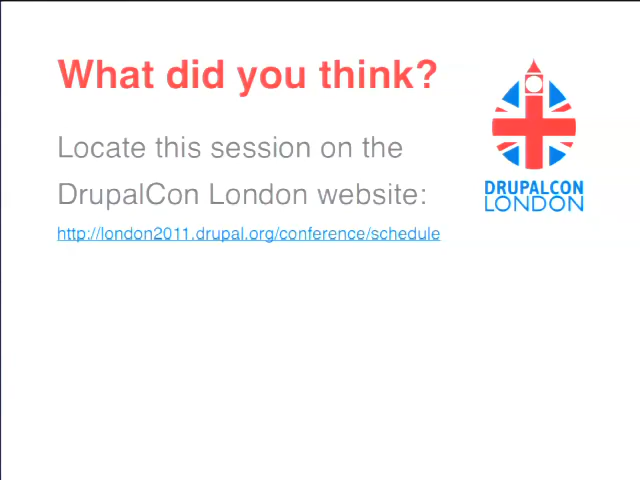 What did you think?
Locate this session on the
DrupalCon London website:
http://london2011.drupal.org/conference/schedule
DRUPALCON
LONDON